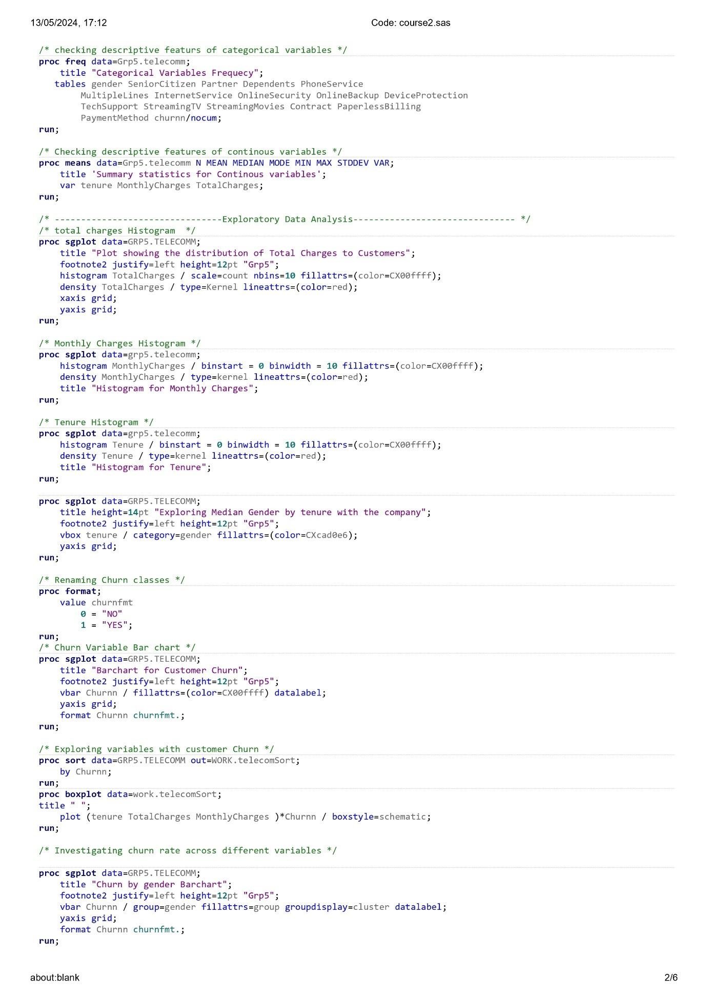 13/05/2024, 17:12
Code: course2.sas
/* checking descriptive featurs of categorical variables */
proc freq data=Grp5.telecomm;
    title "Categorical Variables Frequecy";
   tables gender SeniorCitizen Partner Dependents PhoneService
        MultipleLines InternetService OnlineSecurity OnlineBackup DeviceProtection
        TechSupport StreamingTV StreamingMovies Contract PaperlessBilling
        PaymentMethod churnn/nocum;
run;

/* Checking descriptive features of continous variables */
proc means data=Grp5.telecomm N MEAN MEDIAN MODE MIN MAX STDDEV VAR;
    title 'Summary statistics for Continous variables';
    var tenure MonthlyCharges TotalCharges;
run;

/* --------------------------------Exploratory Data Analysis------------------------------- */
/* total charges Histogram  */
proc sgplot data=GRP5.TELECOMM;
    title "Plot showing the distribution of Total Charges to Customers";
    footnote2 justify=left height=12pt "Grp5";
    histogram TotalCharges / scale=count nbins=10 fillattrs=(color=CX00ffff);
    density TotalCharges / type=Kernel lineattrs=(color=red);
    xaxis grid;
    yaxis grid;
run;

/* Monthly Charges Histogram */
proc sgplot data=grp5.telecomm;
    histogram MonthlyCharges / binstart = 0 binwidth = 10 fillattrs=(color=CX00ffff);
    density MonthlyCharges / type=kernel lineattrs=(color=red);
    title "Histogram for Monthly Charges";
run;

/* Tenure Histogram */
proc sgplot data=grp5.telecomm;
    histogram Tenure / binstart = 0 binwidth = 10 fillattrs=(color=CX00ffff);
    density Tenure / type=kernel lineattrs=(color=red);
    title "Histogram for Tenure";
run;

proc sgplot data=GRP5.TELECOMM;
    title height=14pt "Exploring Median Gender by tenure with the company";
    footnote2 justify=left height=12pt "Grp5";
    vbox tenure / category=gender fillattrs=(color=CXcad0e6);
    yaxis grid;
run;

/* Renaming Churn classes */
proc format;
    value churnfmt
        0 = "NO"
        1 = "YES";
run;
/* Churn Variable Bar chart */
proc sgplot data=GRP5.TELECOMM;
    title "Barchart for Customer Churn";
    footnote2 justify=left height=12pt "Grp5";
    vbar Churnn / fillattrs=(color=CX00ffff) datalabel;
    yaxis grid;
    format Churnn churnfmt.;
run;

/* Exploring variables with customer Churn */
proc sort data=GRP5.TELECOMM out=WORK.telecomSort;
    by Churnn;
run;
proc boxplot data=work.telecomSort;
title " ";
    plot (tenure TotalCharges MonthlyCharges )*Churnn / boxstyle=schematic;
run;

/* Investigating churn rate across different variables */

proc sgplot data=GRP5.TELECOMM;
    title "Churn by gender Barchart";
    footnote2 justify=left height=12pt "Grp5";
    vbar Churnn / group=gender fillattrs=group groupdisplay=cluster datalabel;
    yaxis grid;
    format Churnn churnfmt.;
run;
about:blank
2/6